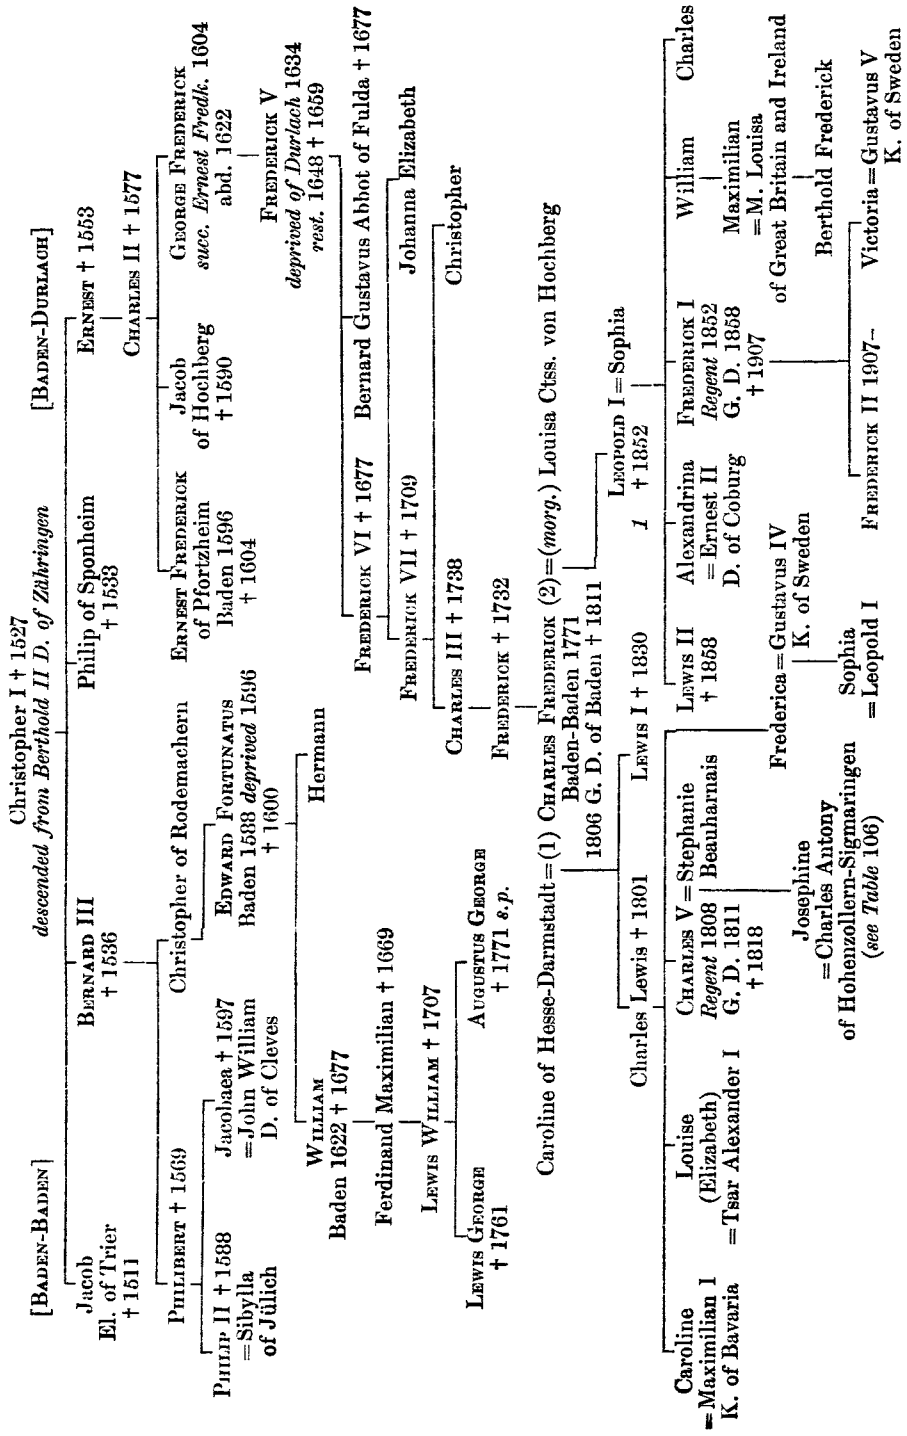 Christopher I † 1527
descended from Berthold II D. of Zähringen
[BADEN-BADEN]
[BADEN-DURLACH]
Jacob
El. of Trier
† 1511
BERNARD III
† 1536
Philip of Sponheim
† 1533
ERNEST † 1553
CHARLES II † 1577
PHILIBERT † 1569
Christopher of Rodemachern
ERNEST FREDERICK
of Pfortzheim
Baden 1596
† 1604
Jacob
of Hochberg
† 1590
GEORGE FREDERICK
succ. Ernest Fredk. 1604
abd. 1622
PHILIP II † 1588
=Sibylla
of Jülich
Jacobaea † 1597
=John William
D. of Cleves
EDWARD FORTUNATUS
Baden 1588 deprived 1596
† 1600
FREDERICK V
deprived of Durlach 1634
rest. 1648 † 1659
WILLIAM
Baden 1622 † 1677
Hermann
FREDERICK VI † 1677
Bernard Gustavus Abbot of Fulda † 1677
Ferdinand Maximilian † 1669
FREDERICK VII † 1709
Johanna Elizabeth
LEWIS WILLIAM † 1707
CHARLES III † 1738
Christopher
LEWIS GEORGE
† 1761
AUGUSTUS GEORGE
† 1771 s.p.
FREDERICK † 1732
Caroline of Hesse-Darmstadt=(1) CHARLES FREDERICK (2)=(morg.) Louisa Ctss. von Hochberg
Baden-Baden 1771
1806 G. D. of Baden † 1811
Charles Lewis † 1801
LEWIS I † 1830
LEOPOLD I=Sophia
† 1852
1
Caroline
=Maximilian I
K. of Bavaria
Louise
(Elizabeth)
=Tsar Alexander I
CHARLES V=Stephanie
Regent 1808 Beauharnais
G. D. 1811
† 1818
Frederica=Gustavus IV
K. of Sweden
LEWIS II
† 1858
Alexandrina
=Ernest II
D. of Coburg
FREDERICK I
Regent 1852
G. D. 1858
† 1907
William
Charles
Maximilian
=M. Louisa
of Great Britain and Ireland
Josephine
=Charles Antony
of Hohenzollern-Sigmaringen
(see Table 106)
Sophia
=Leopold I
Berthold Frederick
FREDERICK II 1907–
Victoria=Gustavus V
K. of Sweden